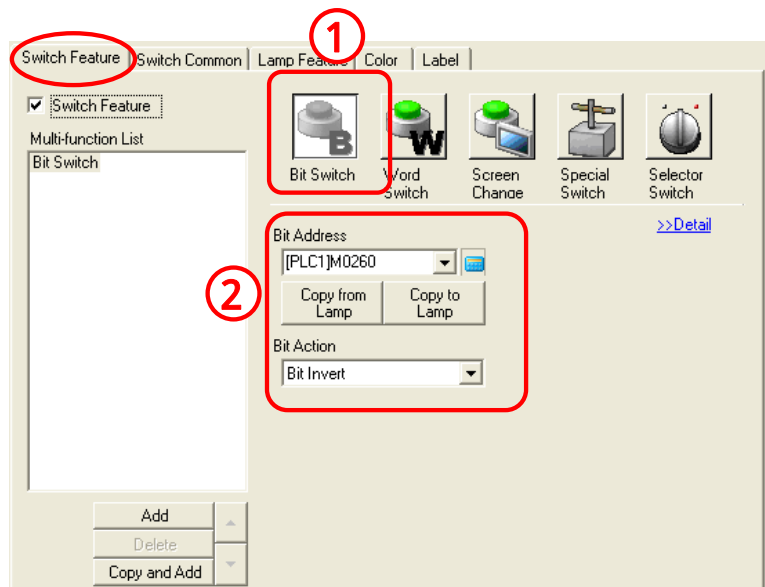 1
Switch Feature Switch Common Lamp Feature Color Label
Switch Feature
Multi-function List
Bit Switch
B
W
Bit Switch
Word Switch
Screen Change
Special Switch
Selector Switch
>>Detail
2
Bit Address
[PLC1]M0260
Copy from Lamp
Copy to Lamp
Bit Action
Bit Invert
Add
Delete
Copy and Add